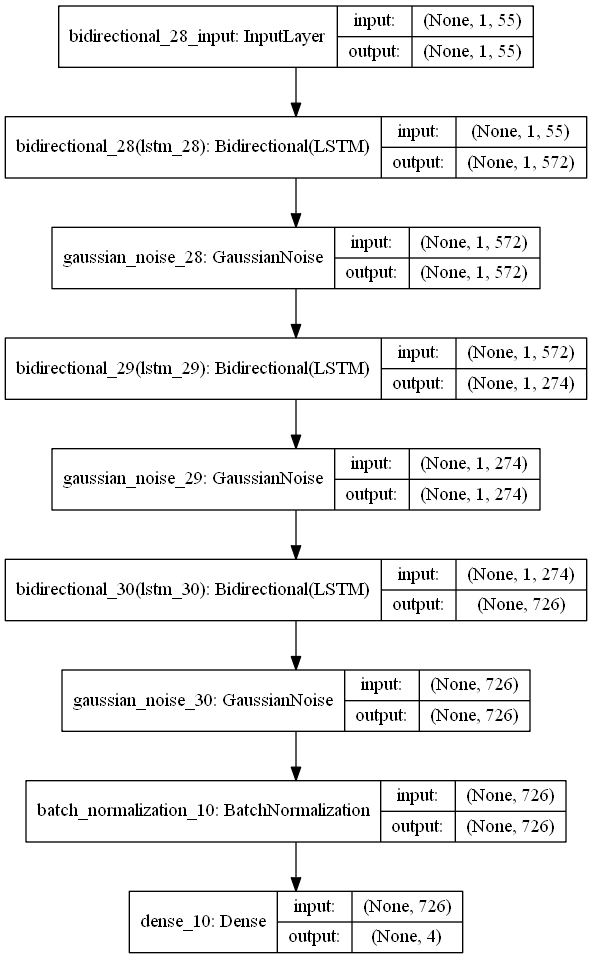 bidirectional_28_input: InputLayer
input: (None, 1, 55)
output: (None, 1, 55)
bidirectional_28(lstm_28): Bidirectional(LSTM)
input: (None, 1, 55)
output: (None, 1, 572)
gaussian_noise_28: GaussianNoise
input: (None, 1, 572)
output: (None, 1, 572)
bidirectional_29(lstm_29): Bidirectional(LSTM)
input: (None, 1, 572)
output: (None, 1, 274)
gaussian_noise_29: GaussianNoise
input: (None, 1, 274)
output: (None, 1, 274)
bidirectional_30(lstm_30): Bidirectional(LSTM)
input: (None, 1, 274)
output: (None, 726)
gaussian_noise_30: GaussianNoise
input: (None, 726)
output: (None, 726)
batch_normalization_10: BatchNormalization
input: (None, 726)
output: (None, 726)
dense_10: Dense
input: (None, 726)
output: (None, 4)